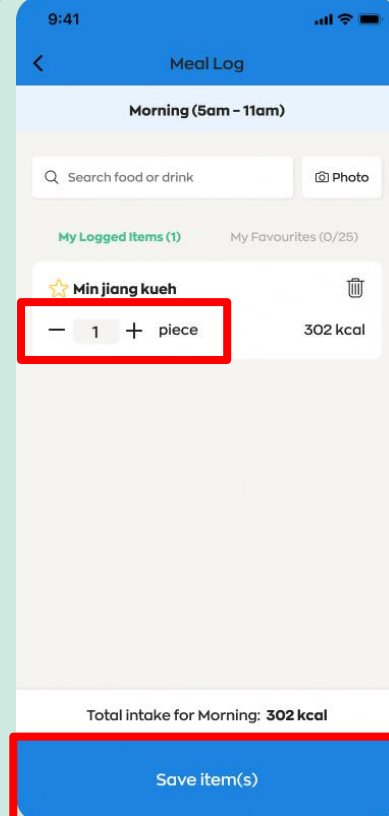 9:41
Meal Log
Morning (5am - 11am)
Search food or drink
Photo
My Logged Items (1) My Favourites (0/25)
Min jiang kueh
1 piece 302 kcal
Total intake for Morning: 302 kcal
Save item(s)